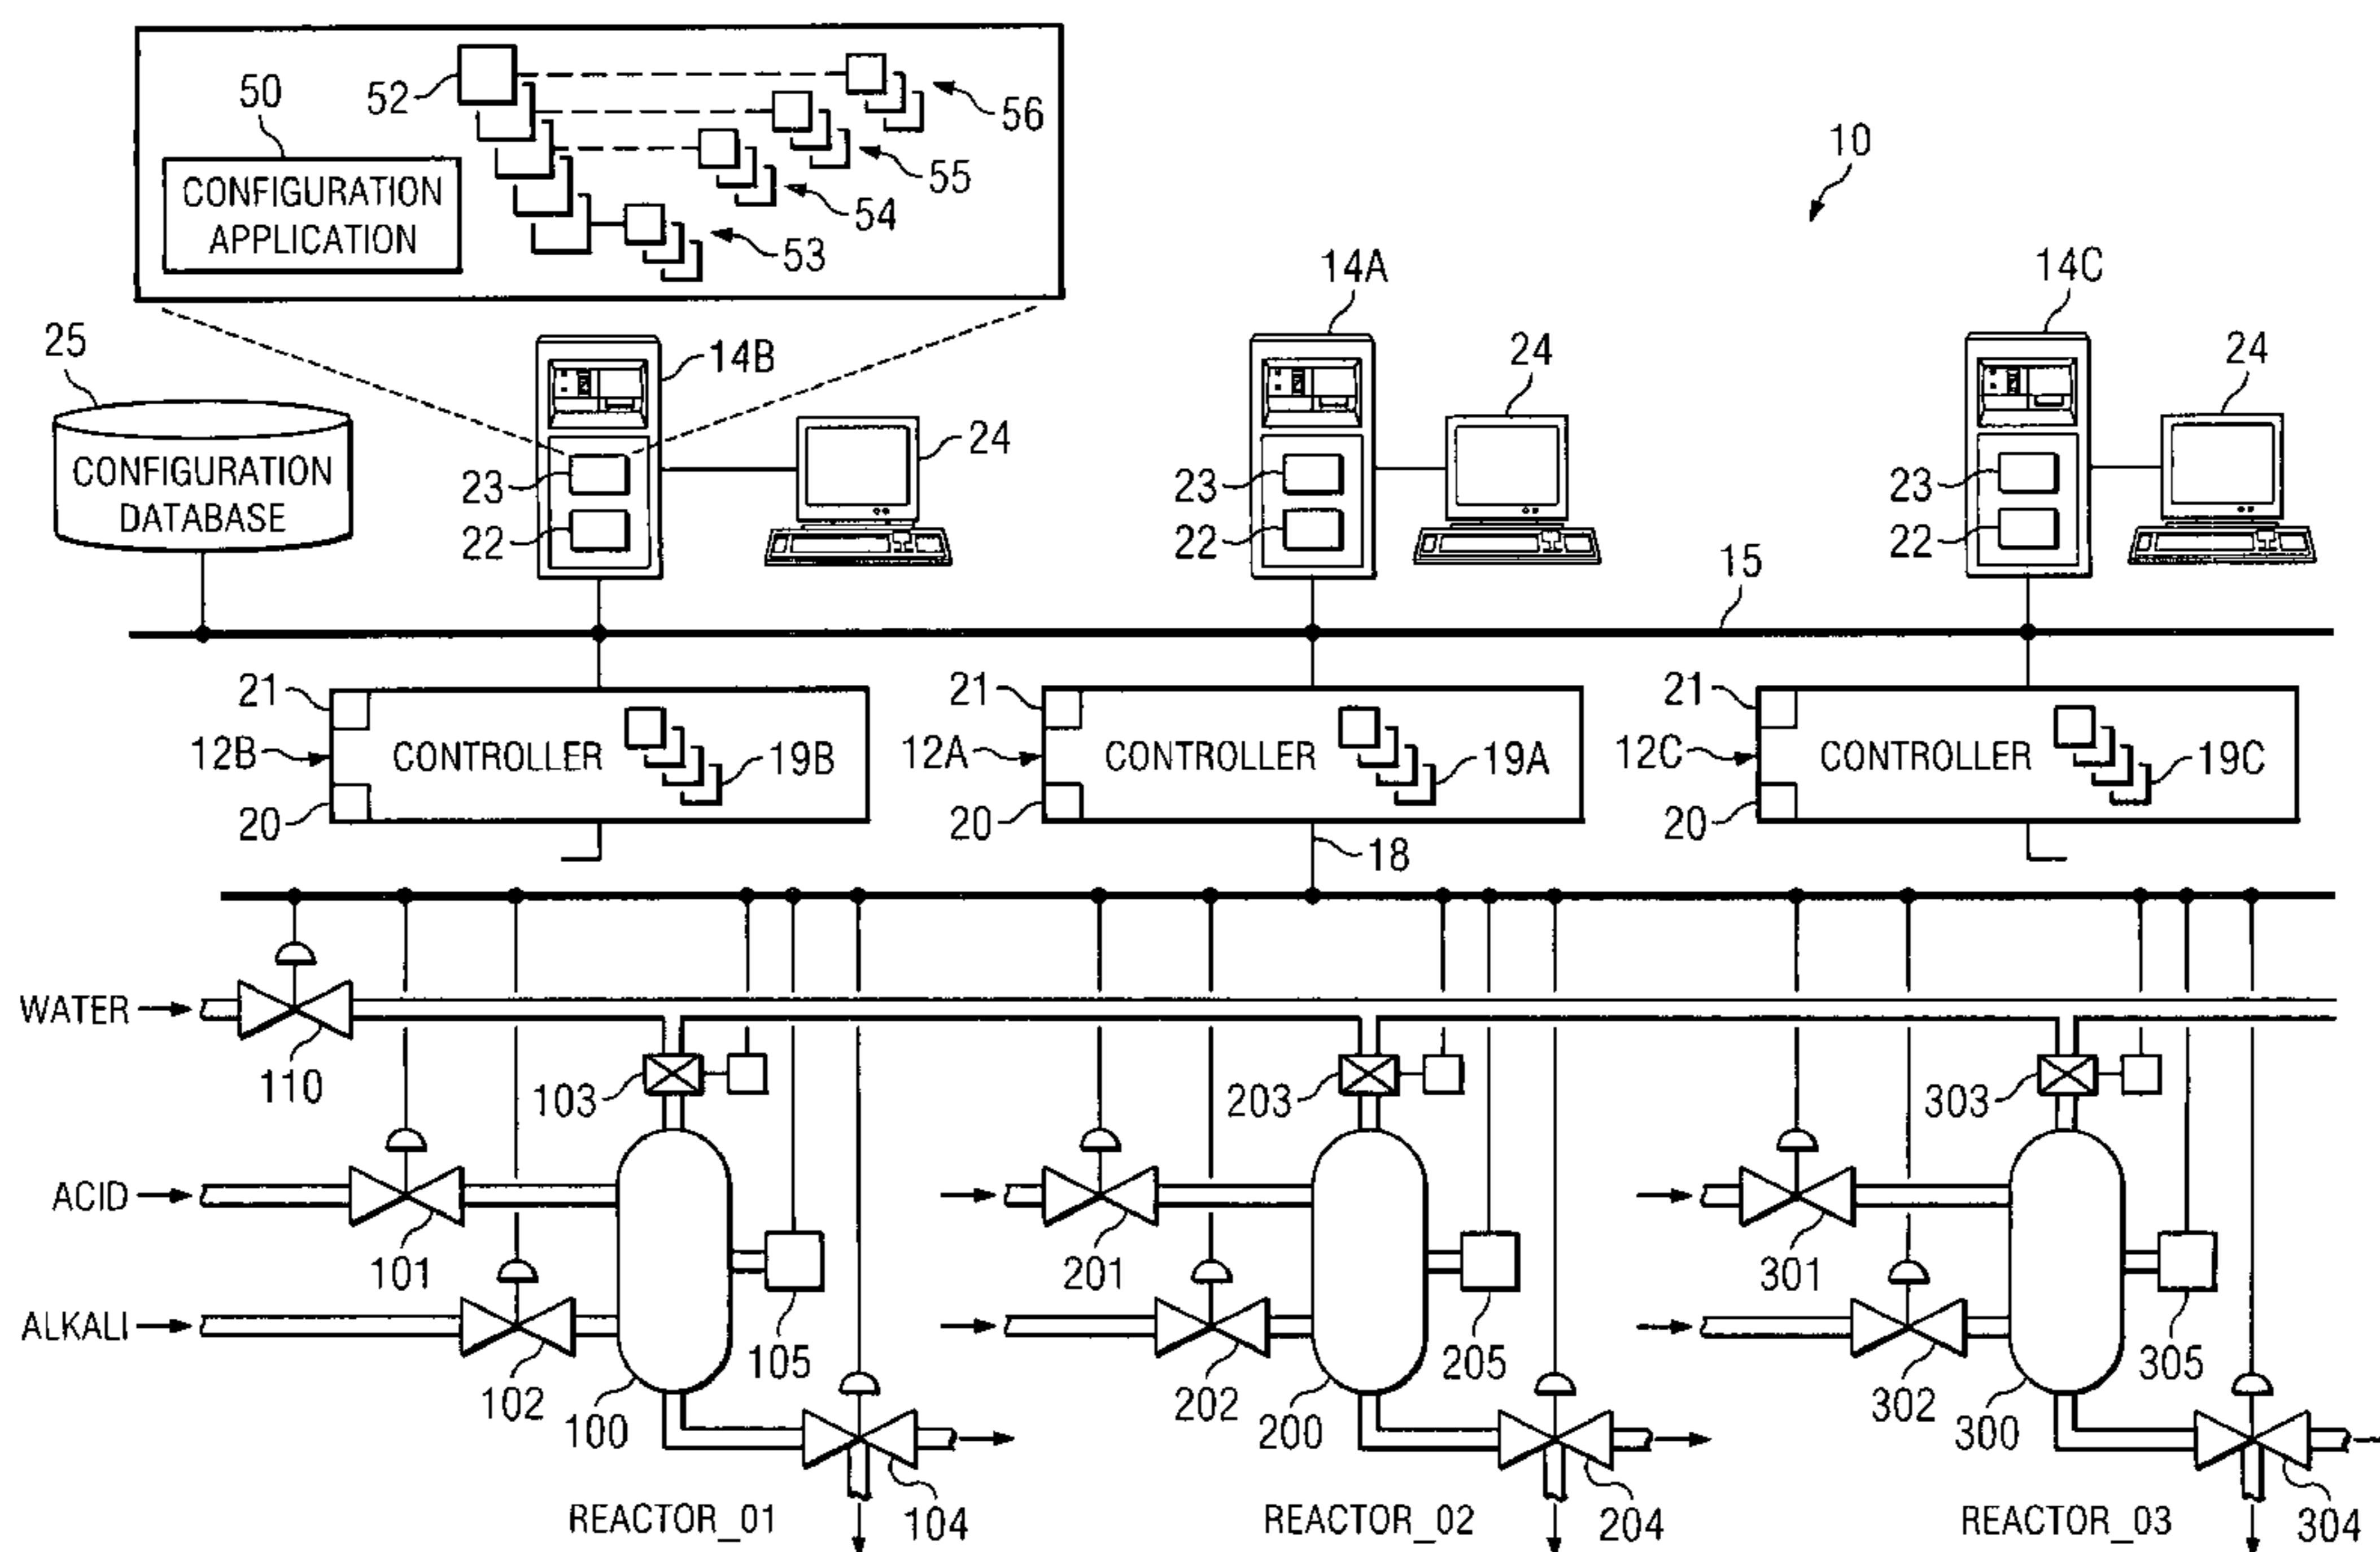 52
56
50
55
CONFIGURATION
APPLICATION
54
53
10
14A
14C
25
14B
24
24
24
CONFIGURATION
DATABASE
23
22
23
22
23
22
15
21
12B
CONTROLLER
19B
20
21
12A
CONTROLLER
19A
20
21
12C
CONTROLLER
19C
20
18
WATER
110
103
203
303
ACID
101
201
301
ALKALI
102
100
105
202
200
205
302
300
305
REACTOR_01
104
REACTOR_02
204
REACTOR_03
304